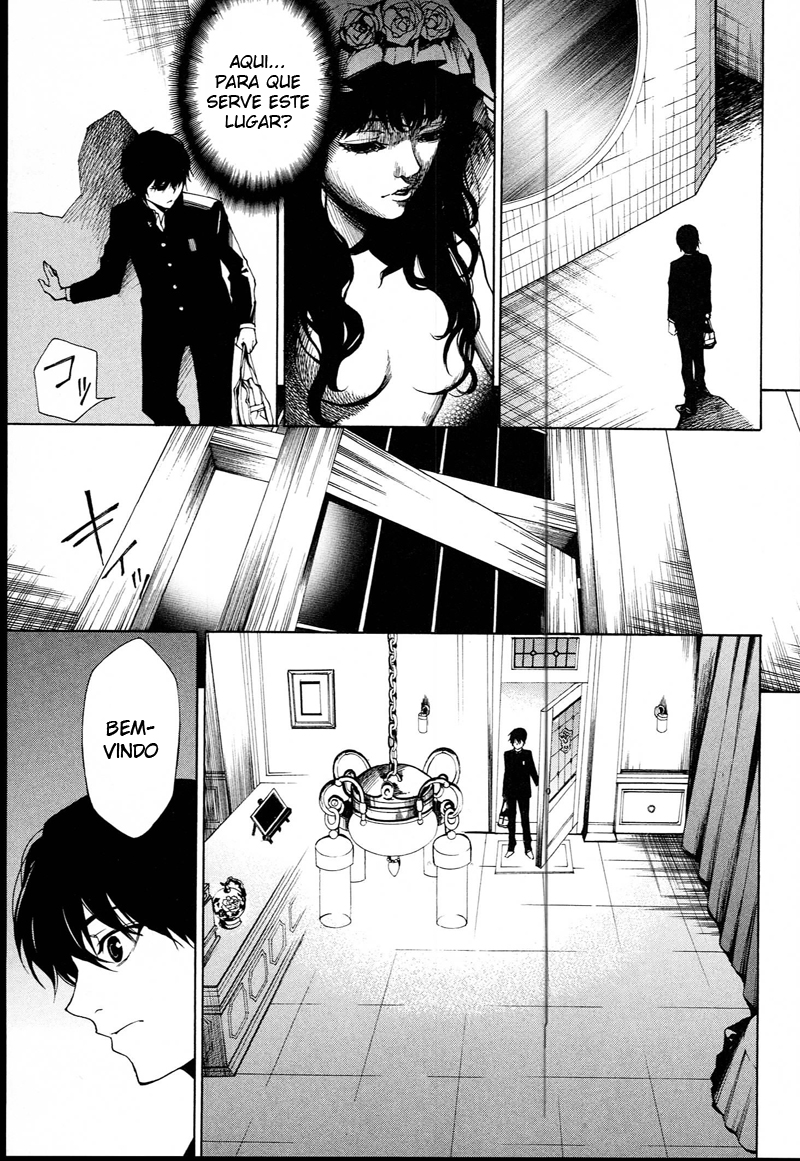 AQUI...
PARA QUE
SERVE ESTE
LUGAR?
コッ
キイッ
BEM-
VINDO